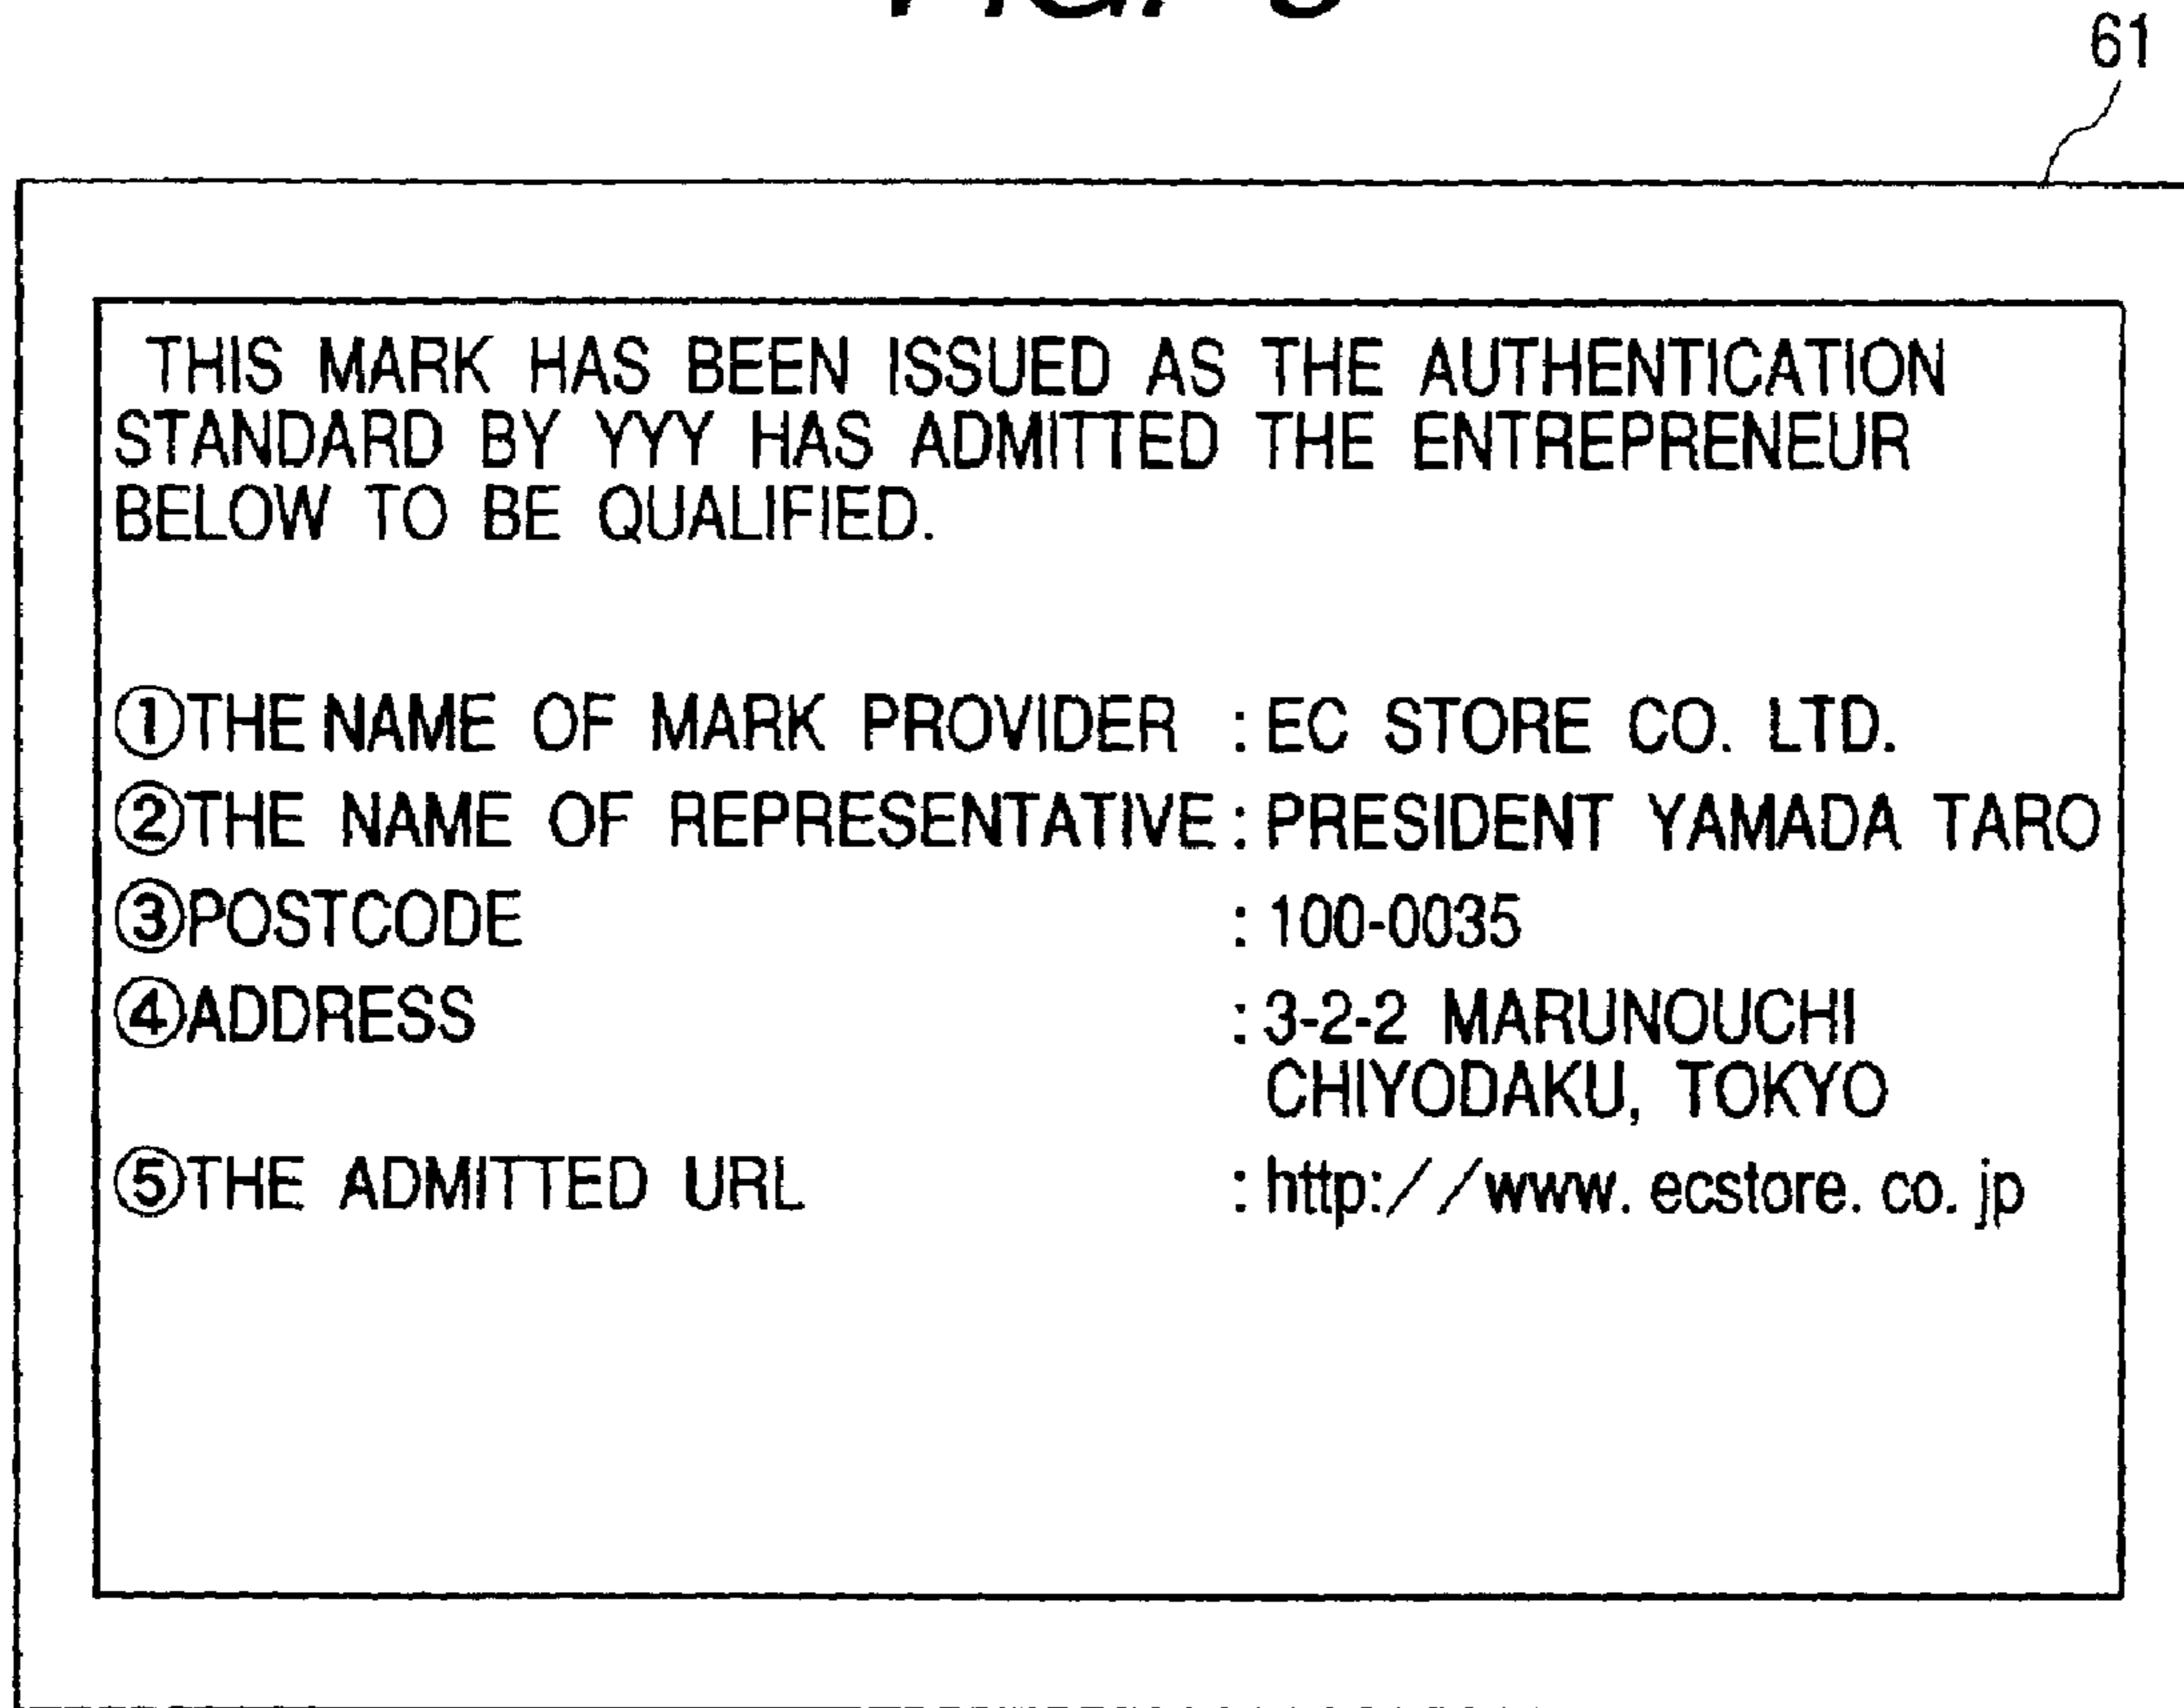 61
THIS MARK HAS BEEN ISSUED AS THE AUTHENTICATION
STANDARD BY YYY HAS ADMITTED THE ENTREPRENEUR
BELOW TO BE QUALIFIED.
①THE NAME OF MARK PROVIDER : EC STORE CO. LTD.
②THE NAME OF REPRESENTATIVE : PRESIDENT YAMADA TARO
③POSTCODE : 100-0035
④ADDRESS : 3-2-2 MARUNOUCHI
CHIYODAKU, TOKYO
⑤THE ADMITTED URL : http://www.ecstore.co.jp